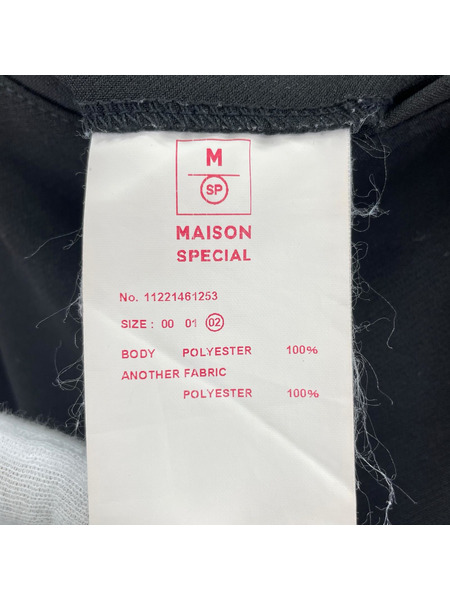 M
SP
MAISON
SPECIAL
No. 11221461253
SIZE : 00 01 02
BODY POLYESTER 100%
ANOTHER FABRIC
POLYESTER 100%